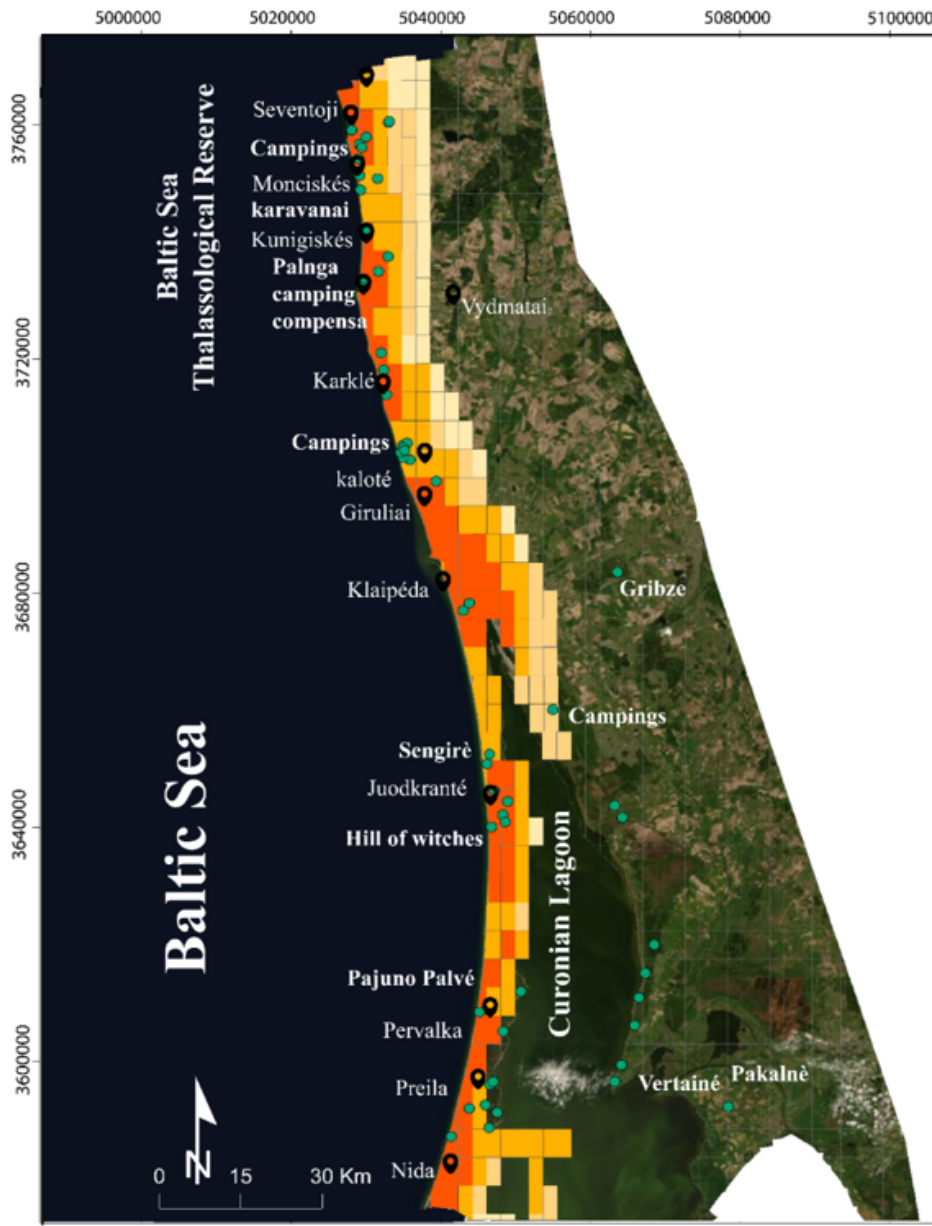 5000000 5020000 5040000 5060000 5080000 5100000
3760000
3720000
3680000
3640000
3600000
Baltic Sea
Thalassological Reserve
Seventoji
Campings
Monciskés
karavanai
Kunigiskés
Palnga
camping
compensa
Vydmatai
Karklé
Campings
kaloté
Giruliai
Klaipéda
Gribze
Campings
Sengirè
Juodkranté
Hill of witches
Baltic Sea
Curonian Lagoon
Pajuno Palvé
Pervalka
Preila
Vertainé
Pakalnè
Nida
N
0 15 30 Km